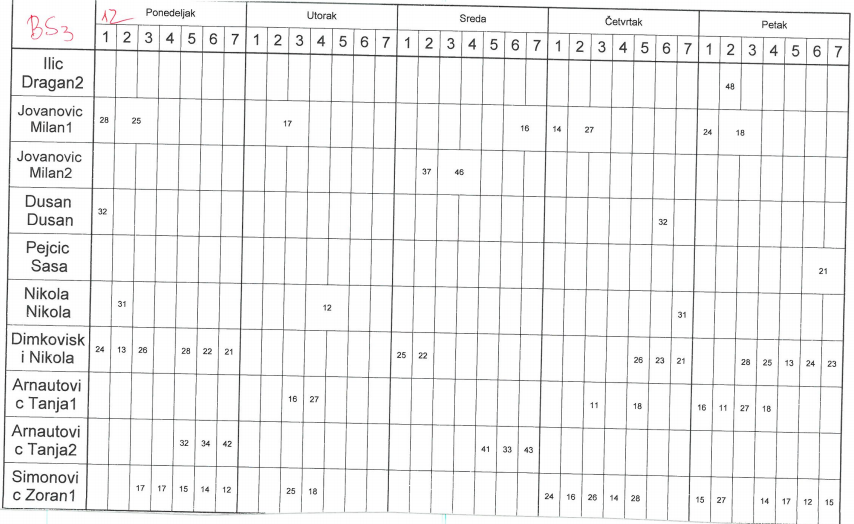 BS3 12 Ponedeljak Utorak Sreda Četvrtak Petak
1 2 3 4 5 6 7 1 2 3 4 5 6 7 1 2 3 4 5 6 7 1 2 3 4 5 6 7 1 2 3 4 5 6 7
Ilic
Dragan2 48
Jovanovic
Milan1 28 25 17 16 14 27 24 18
Jovanovic
Milan2 37 46
Dusan
Dusan 32 32
Pejcic
Sasa 21
Nikola
Nikola 31 12 31
Dimkovisk
i Nikola 24 13 26 28 22 21 25 22 26 23 21 28 25 13 24 23
Arnautovi
c Tanja1 16 27 11 18 16 11 27 18
Arnautovi
c Tanja2 32 34 42 41 33 43
Simonovi
c Zoran1 17 17 15 14 12 25 18 24 16 26 14 28 15 27 14 17 12 15